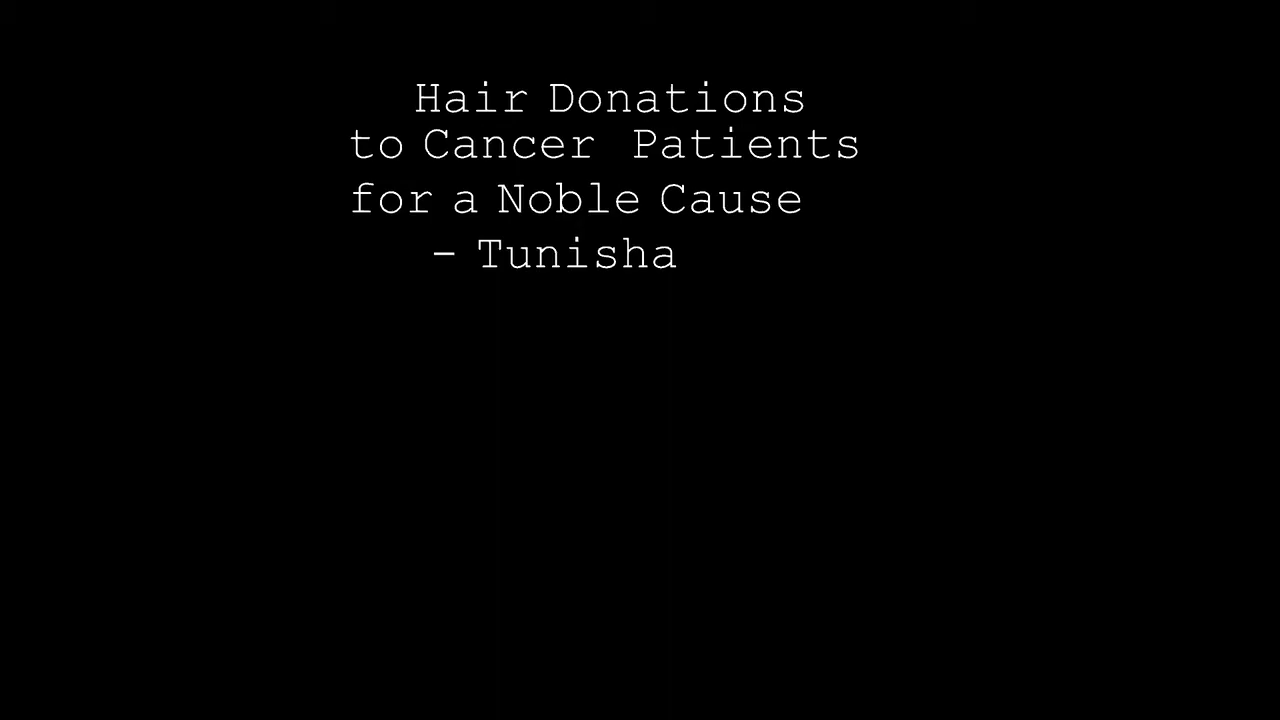 Hair Donations
to Cancer Patients
for a Noble Cause
- Tunisha